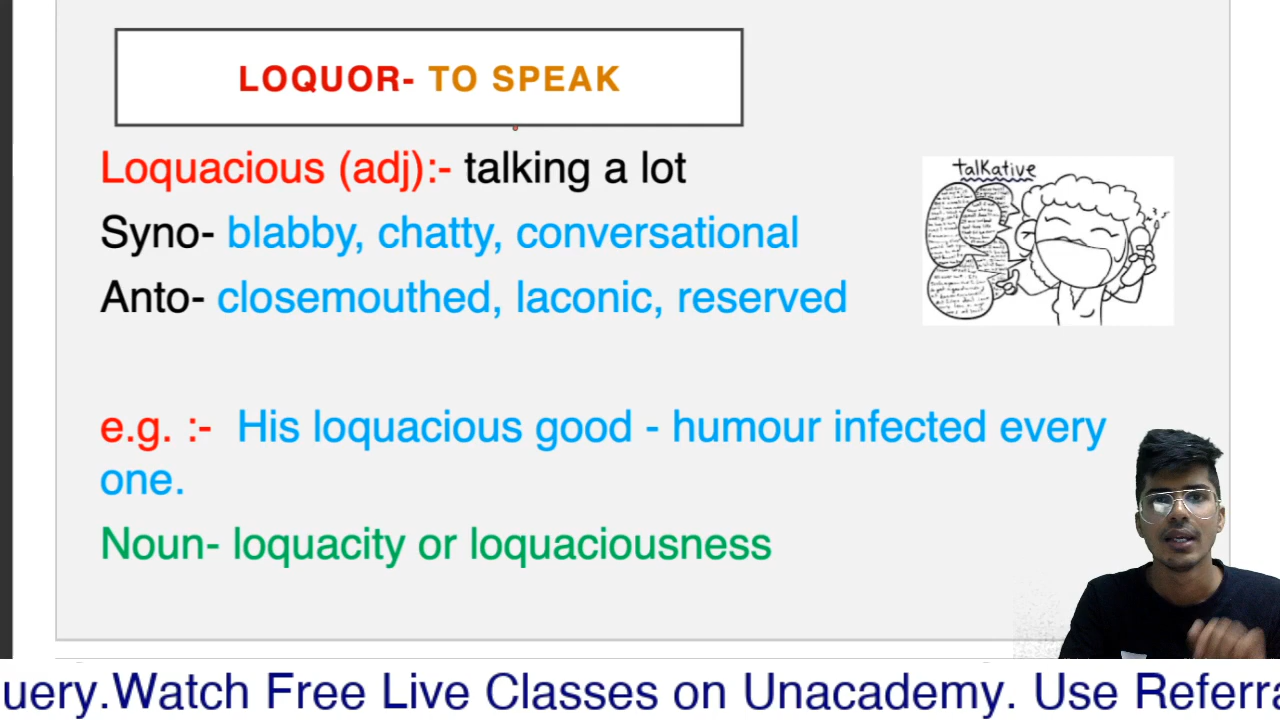 LOQUOR- TO SPEAK
Loquacious (adj):- talking a lot
Syno- blabby, chatty, conversational
Anto- closemouthed, laconic, reserved
talkative
e.g. :- His loquacious good - humour infected every
one.
Noun- loquacity or loquaciousness
uery.Watch Free Live Classes on Unacademy. Use Referra